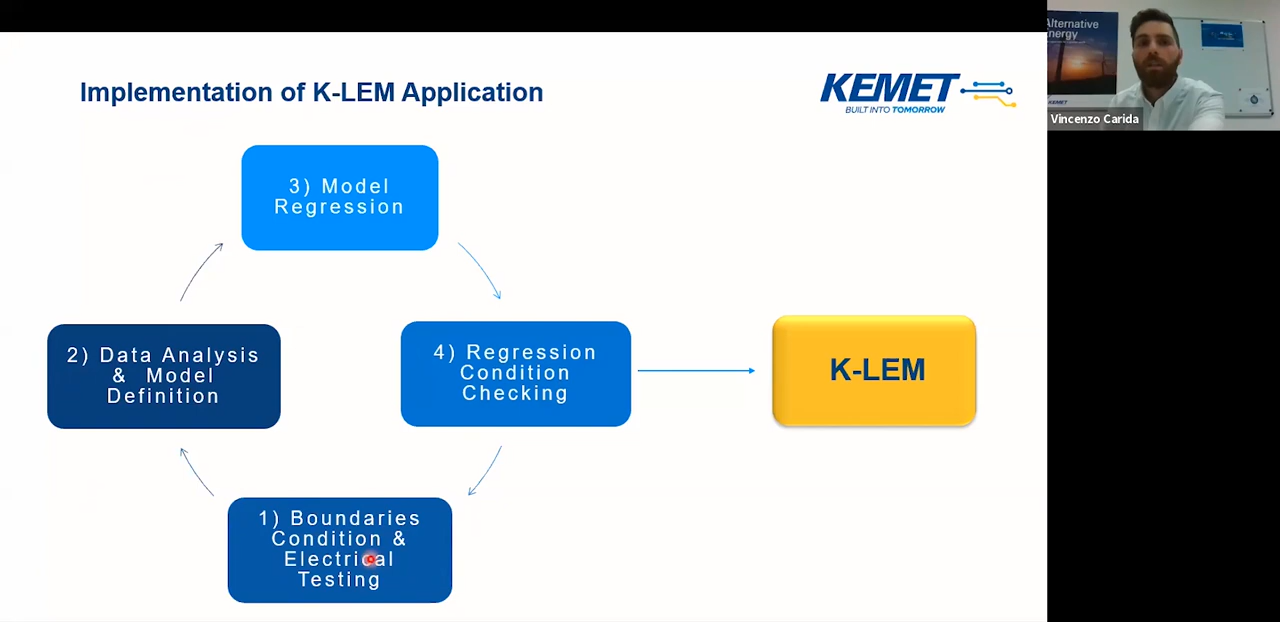 Implementation of K-LEM Application
KEMET
BUILT INTO TOMORROW
3) Model
Regression
2) Data Analysis
& Model
Definition
4) Regression
Condition
Checking
K-LEM
1) Boundaries
Condition &
Electrical
Testing
Alternative
Energy
KEMET
Vincenzo Carida